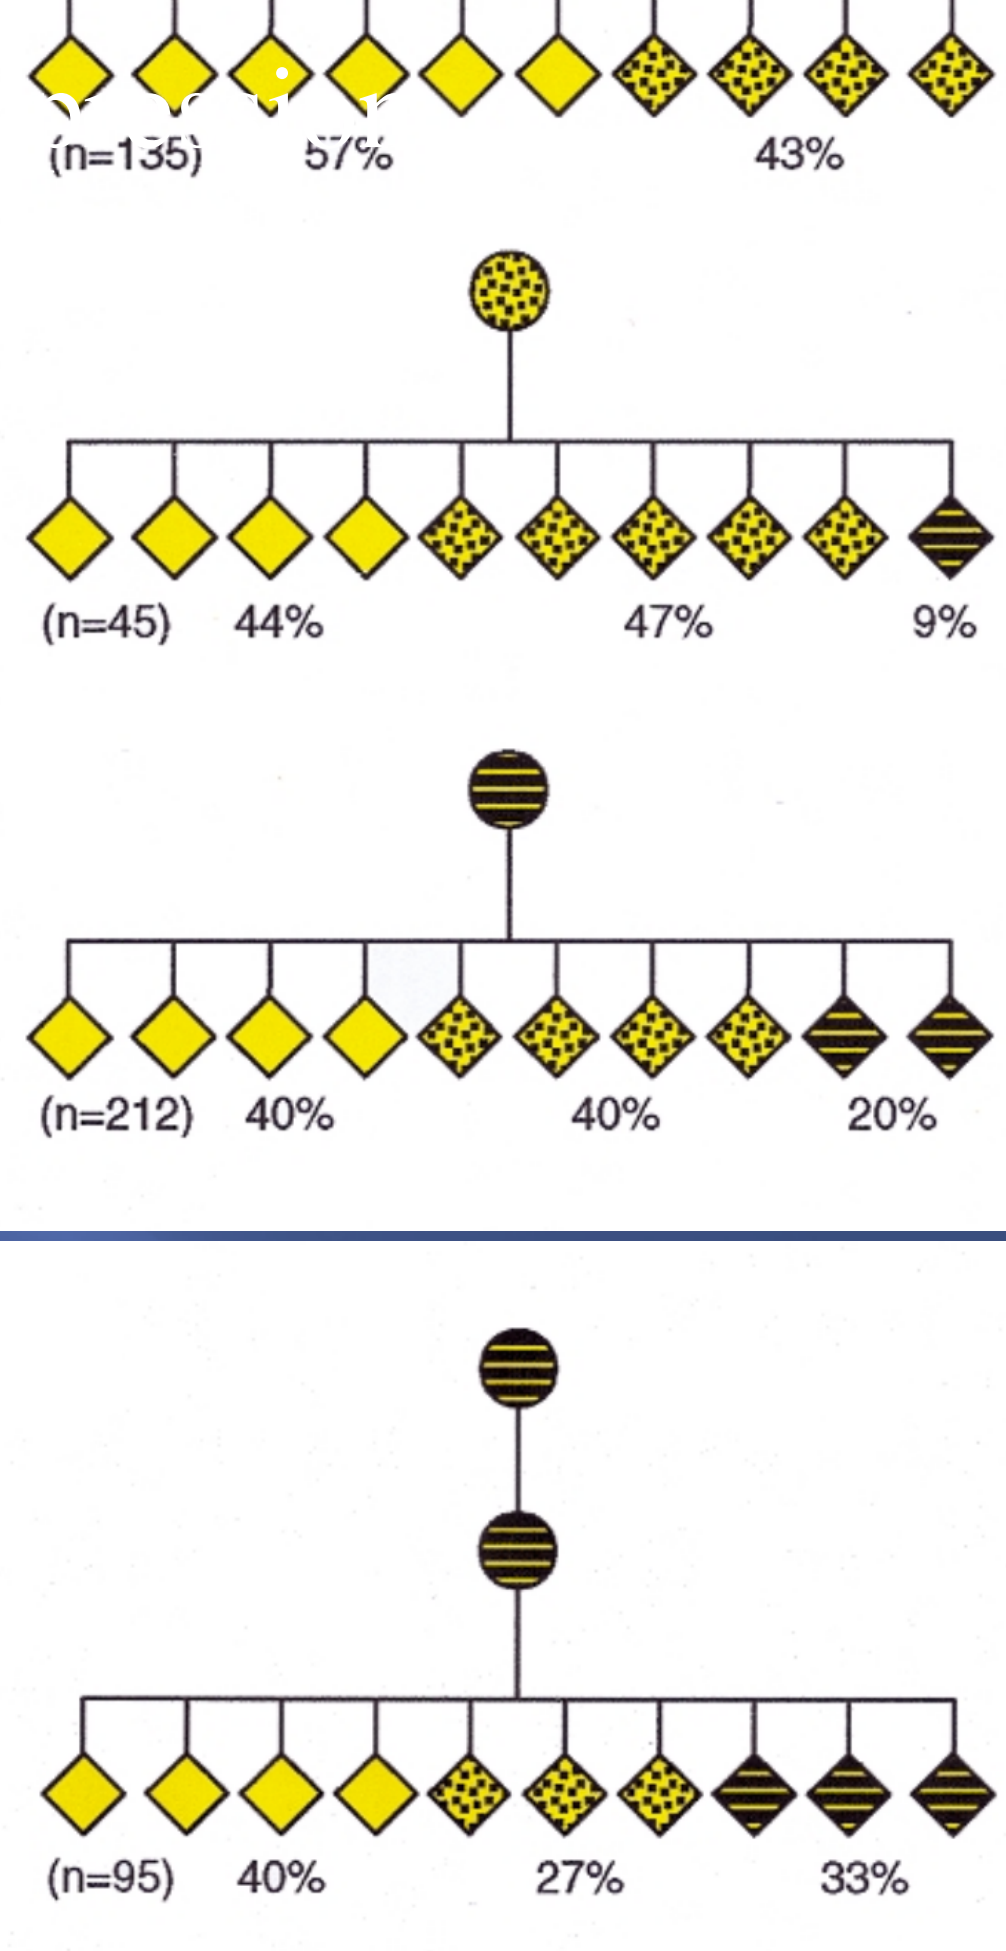 (n=135) 57% 43%
(n=45) 44% 47% 9%
(n=212) 40% 40% 20%
(n=95) 40% 27% 33%